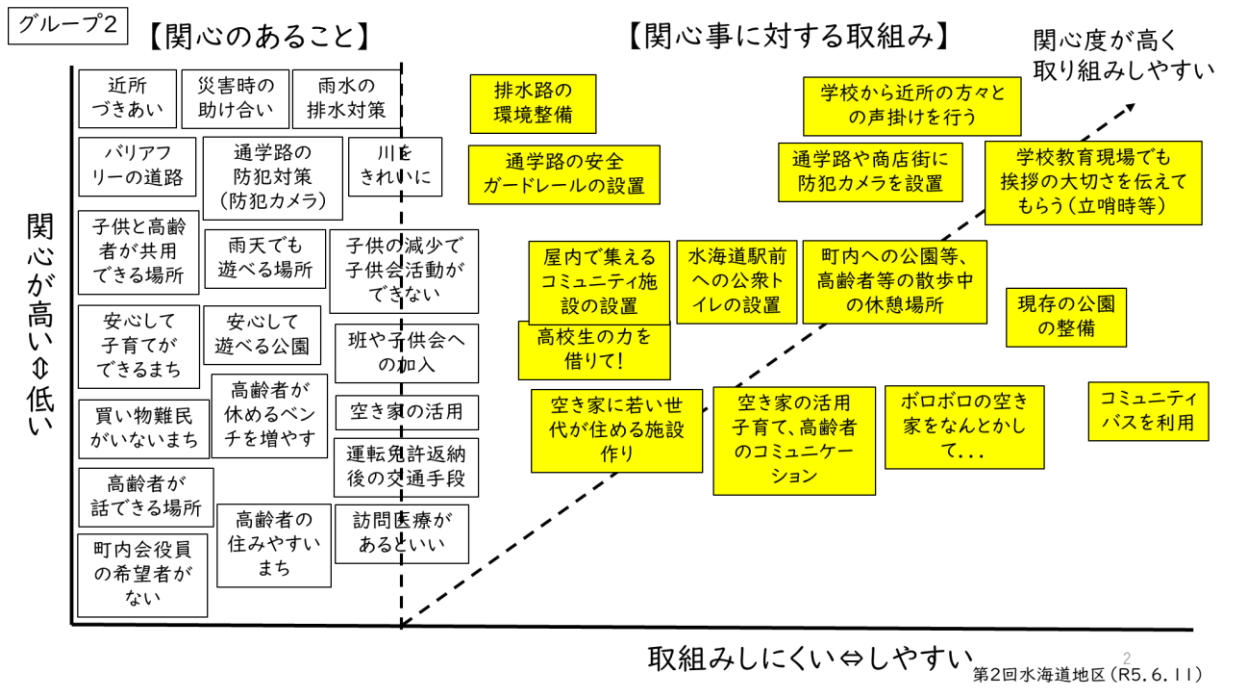 グループ2
【関心のあること】
【関心事に対する取組み】
関心度が高く
取り組みしやすい
関心が高い⇔低い
近所
づきあい
災害時の
助け合い
雨水の
排水対策
バリアフ
リーの道路
通学路の
防犯対策
(防犯カメラ)
川を
きれいに
子供と高齢
者が共用
できる場所
雨天でも
遊べる場所
子供の減少で
子供会活動が
できない
安心して
子育てが
できるまち
安心して
遊べる公園
班や子供会へ
の加入
買い物難民
がいないまち
高齢者が
休めるベン
チを増やす
空き家の活用
運転免許返納
後の交通手段
高齢者が
話できる場所
高齢者の
住みやすい
まち
訪問医療が
あるといい
町内会役員
の希望者が
ない
排水路の
環境整備
学校から近所の方々と
の声掛けを行う
通学路の安全
ガードレールの設置
通学路や商店街に
防犯カメラを設置
学校教育現場でも
挨拶の大切さを伝えて
もらう(立哨時等)
屋内で集える
コミュニティ施
設の設置
水海道駅前
への公衆ト
イレの設置
町内への公園等、
高齢者等の散歩中
の休憩場所
現存の公園
の整備
高校生の力を
借りて!
空き家に若い世
代が住める施設
作り
空き家の活用
子育て、高齢者
のコミュニケー
ション
ボロボロの空き
家をなんとかし
て...
コミュニティ
バスを利用
取組みしにくい⇔しやすい
2
第2回水海道地区(R5.6.11)